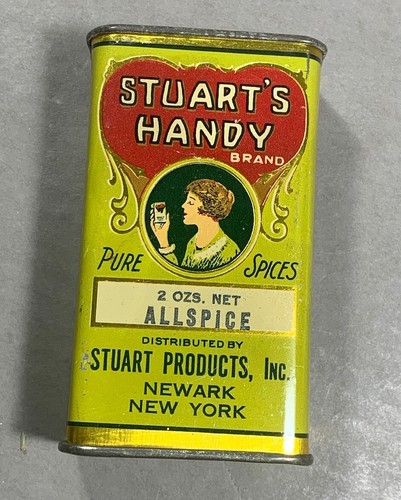 STUART'S
HANDY
BRAND
PURE SPICES
2 OZS. NET
ALLSPICE
DISTRIBUTED BY
STUART PRODUCTS, INC.
NEWARK
NEW YORK